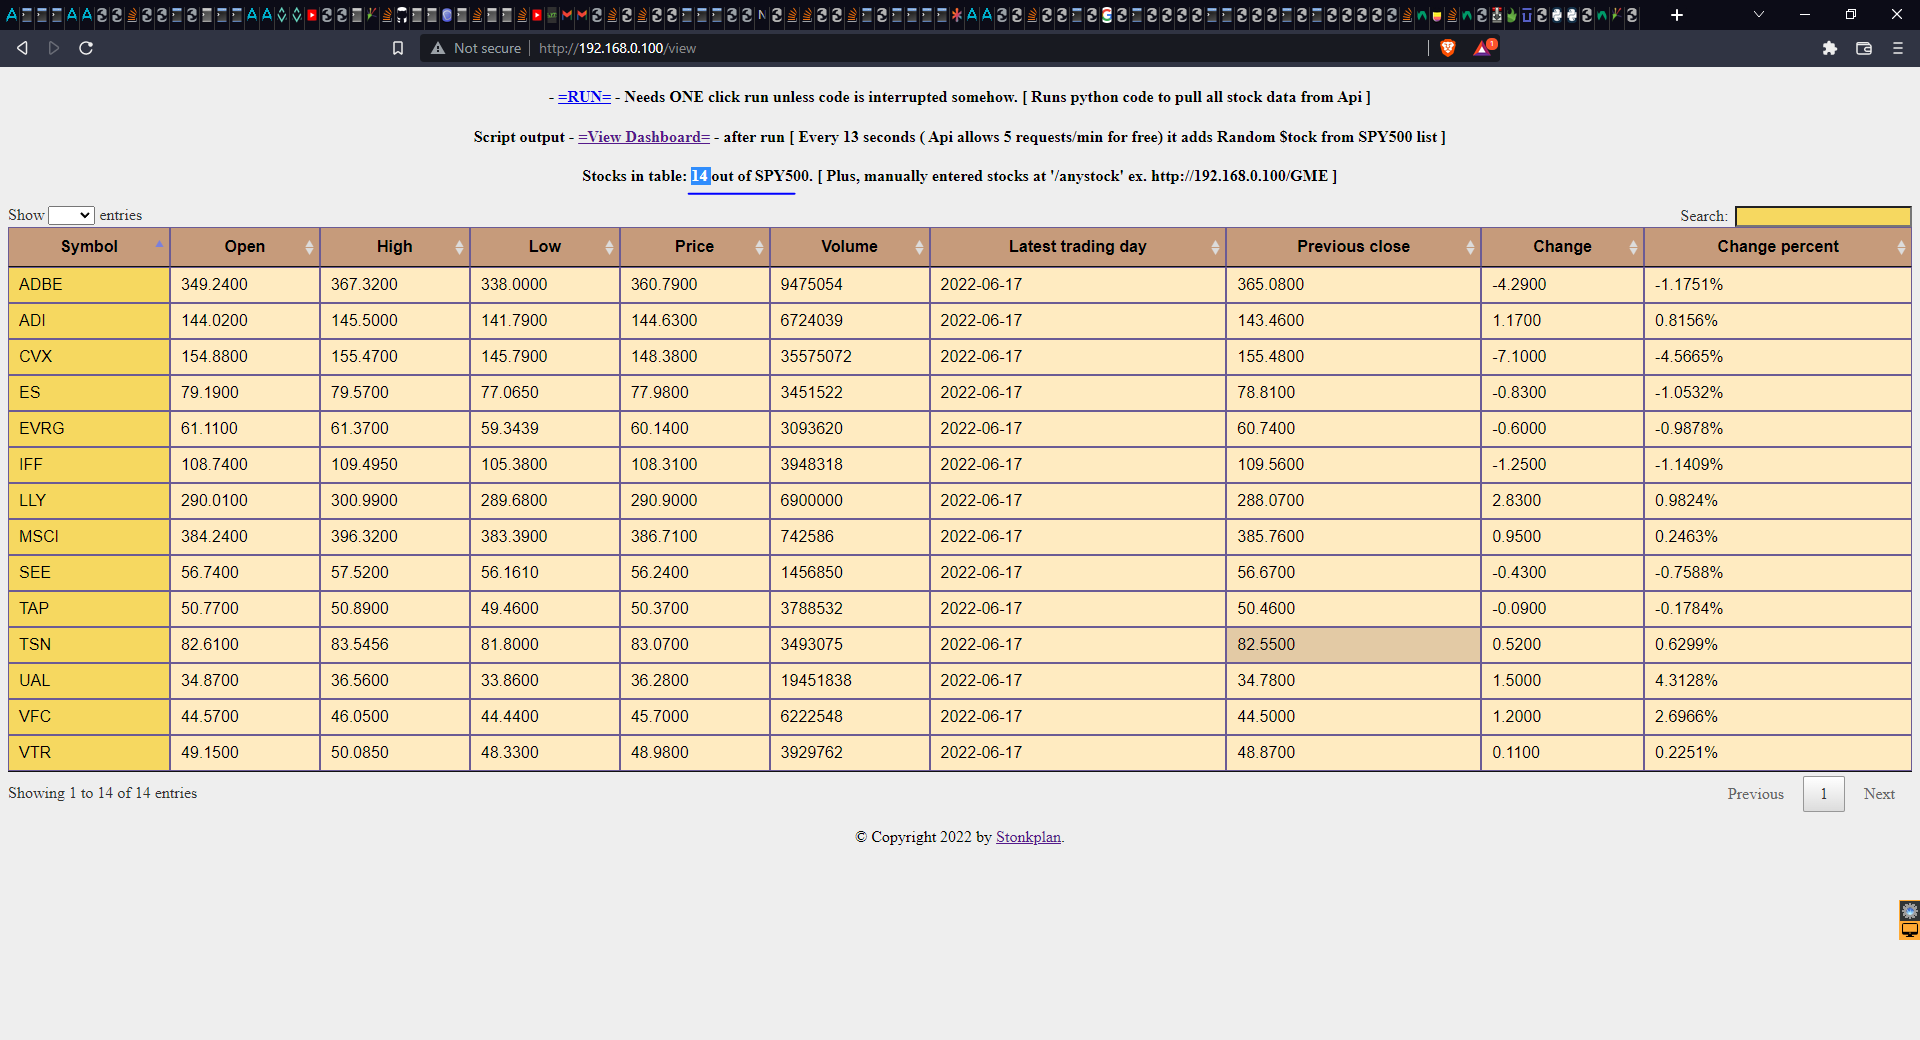 Not secure http://192.168.0.100/view 1
- =RUN= - Needs ONE click run unless code is interrupted somehow. [ Runs python code to pull all stock data from Api ]
Script output - =View Dashboard= - after run [ Every 13 seconds ( Api allows 5 requests/min for free) it adds Random $tock from SPY500 list ]
Stocks in table: 14 out of SPY500. [ Plus, manually entered stocks at '/anystock' ex. http://192.168.0.100/GME ]
Show entries Search:
Symbol Open High Low Price Volume Latest trading day Previous close Change Change percent
ADBE 349.2400 367.3200 338.0000 360.7900 9475054 2022-06-17 365.0800 -4.2900 -1.1751%
ADI 144.0200 145.5000 141.7900 144.6300 6724039 2022-06-17 143.4600 1.1700 0.8156%
CVX 154.8800 155.4700 145.7900 148.3800 35575072 2022-06-17 155.4800 -7.1000 -4.5665%
ES 79.1900 79.5700 77.0650 77.9800 3451522 2022-06-17 78.8100 -0.8300 -1.0532%
EVRG 61.1100 61.3700 59.3439 60.1400 3093620 2022-06-17 60.7400 -0.6000 -0.9878%
IFF 108.7400 109.4950 105.3800 108.3100 3948318 2022-06-17 109.5600 -1.2500 -1.1409%
LLY 290.0100 300.9900 289.6800 290.9000 6900000 2022-06-17 288.0700 2.8300 0.9824%
MSCI 384.2400 396.3200 383.3900 386.7100 742586 2022-06-17 385.7600 0.9500 0.2463%
SEE 56.7400 57.5200 56.1610 56.2400 1456850 2022-06-17 56.6700 -0.4300 -0.7588%
TAP 50.7700 50.8900 49.4600 50.3700 3788532 2022-06-17 50.4600 -0.0900 -0.1784%
TSN 82.6100 83.5456 81.8000 83.0700 3493075 2022-06-17 82.5500 0.5200 0.6299%
UAL 34.8700 36.5600 33.8600 36.2800 19451838 2022-06-17 34.7800 1.5000 4.3128%
VFC 44.5700 46.0500 44.4400 45.7000 6222548 2022-06-17 44.5000 1.2000 2.6966%
VTR 49.1500 50.0850 48.3300 48.9800 3929762 2022-06-17 48.8700 0.1100 0.2251%
Showing 1 to 14 of 14 entries Previous 1 Next
© Copyright 2022 by Stonkplan.